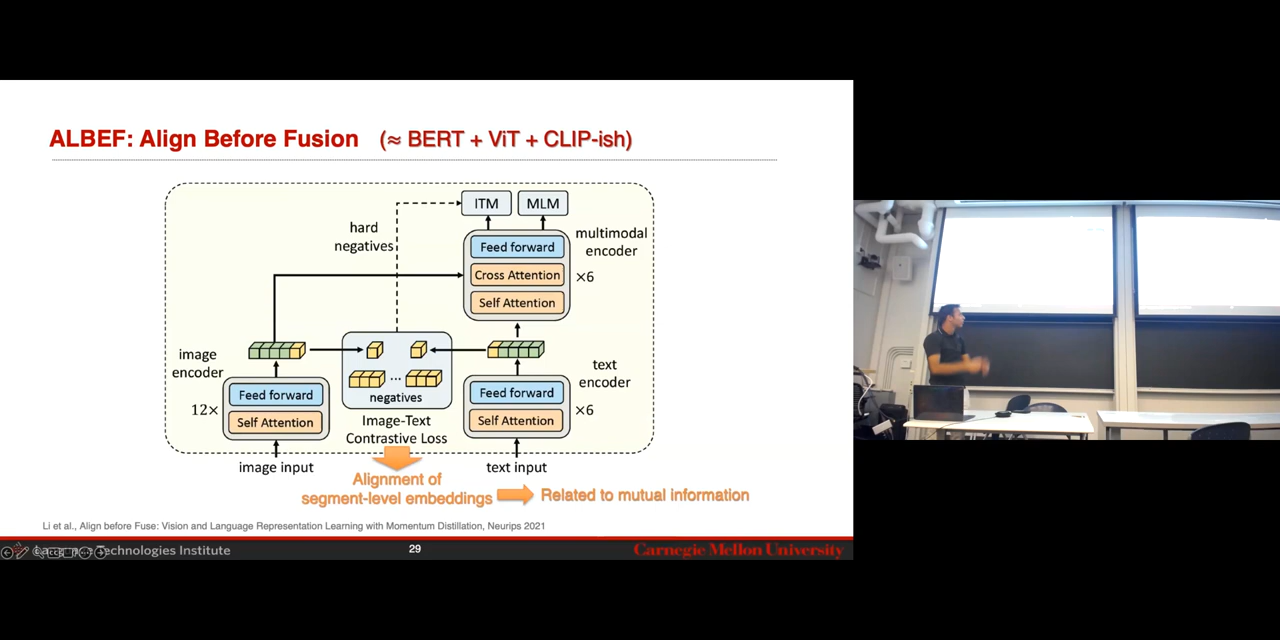 ALBEF: Align Before Fusion (≈ BERT + ViT + CLIP-ish)
ITM MLM
hard
negatives
Feed forward
Cross Attention
Self Attention
multimodal
encoder
×6
image
encoder
12×
Feed forward
Self Attention
negatives
...
Image-Text
Contrastive Loss
text
encoder
Feed forward
Self Attention
×6
image input
text input
Alignment of
segment-level embeddings
Related to mutual information
Li et al., Align before Fuse: Vision and Language Representation Learning with Momentum Distillation, Neurips 2021
Technologies Institute
29
Carnegie Mellon University